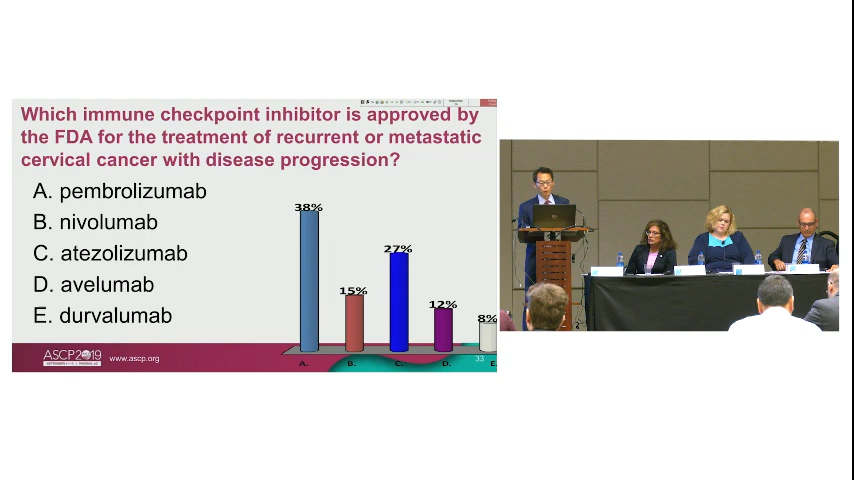 Which immune checkpoint inhibitor is approved by
the FDA for the treatment of recurrent or metastatic
cervical cancer with disease progression?
A. pembrolizumab
B. nivolumab
C. atezolizumab
D. avelumab
E. durvalumab
38%
15%
27%
12%
8%
A.
B.
C.
D.
E.
ASCP2019
www.ascp.org
33